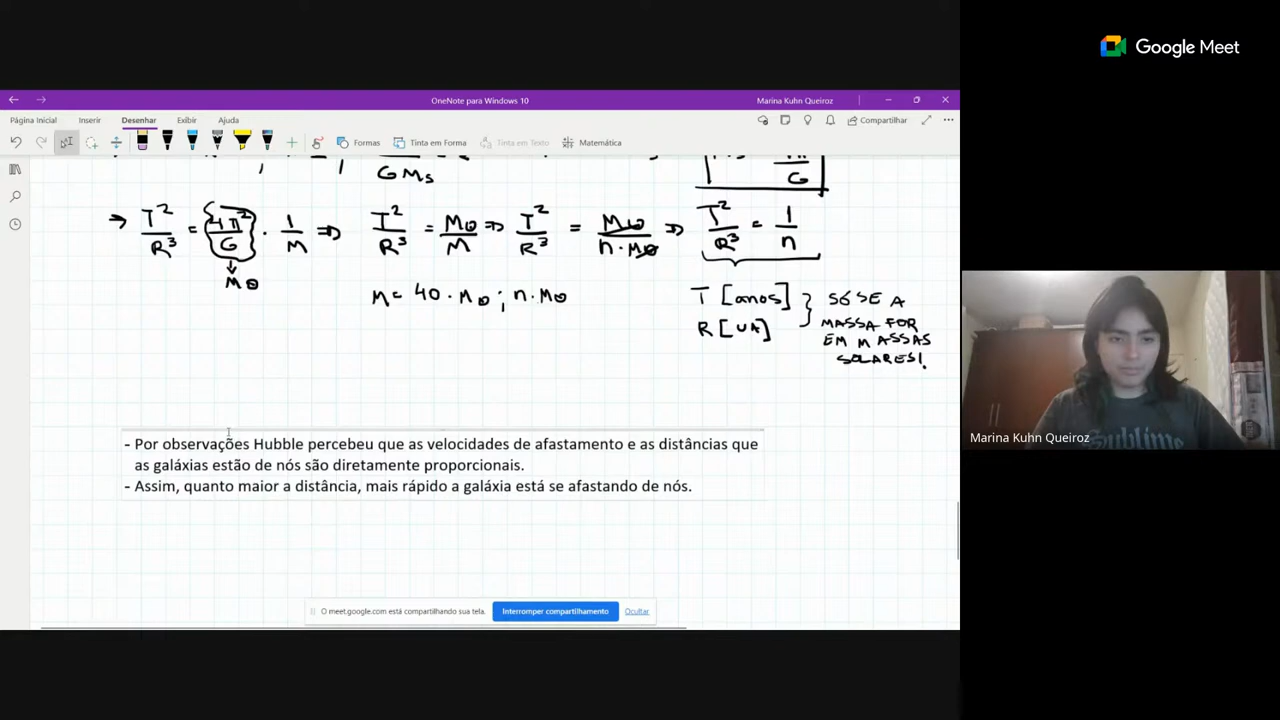 Google Meet
OneNote para Windows 10
Marina Kuhn Queiroz
Página Inicial Inserir Desenhar Exibir Ajuda
Compartilhar
Formas Tinta em Forma Tinta em Texto Matemática
G M_S
G
→ T²/R³ = {4π²/G} · 1/M ⇒ T²/R³ = M⊙/M ⇒ T²/R³ = M⊙/n·M⊙ ⇒ T²/R³ = 1/n
↓
M⊙
M = 40 · M⊙ ; n · M⊙
T [anos]
R [UA]
} SÓ SE A
MASSA FOR
EM MASSAS
SOLARES!
- Por observações Hubble percebeu que as velocidades de afastamento e as distâncias que
as galáxias estão de nós são diretamente proporcionais.
- Assim, quanto maior a distância, mais rápido a galáxia está se afastando de nós.
O meet.google.com está compartilhando sua tela. Interromper compartilhamento Ocultar
Marina Kuhn Queiroz
Sublime